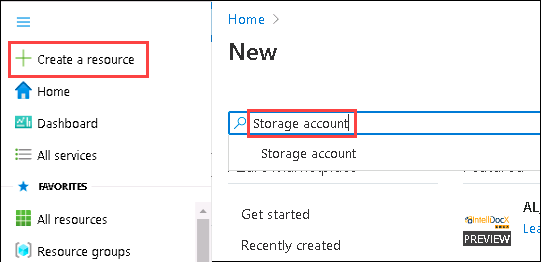 Create a resource
Home
Dashboard
All services
FAVORITES
All resources
Resource groups
Home >
New
Storage account
Storage account
Get started
Recently created
IntelliDocX
PREVIEW
Lea